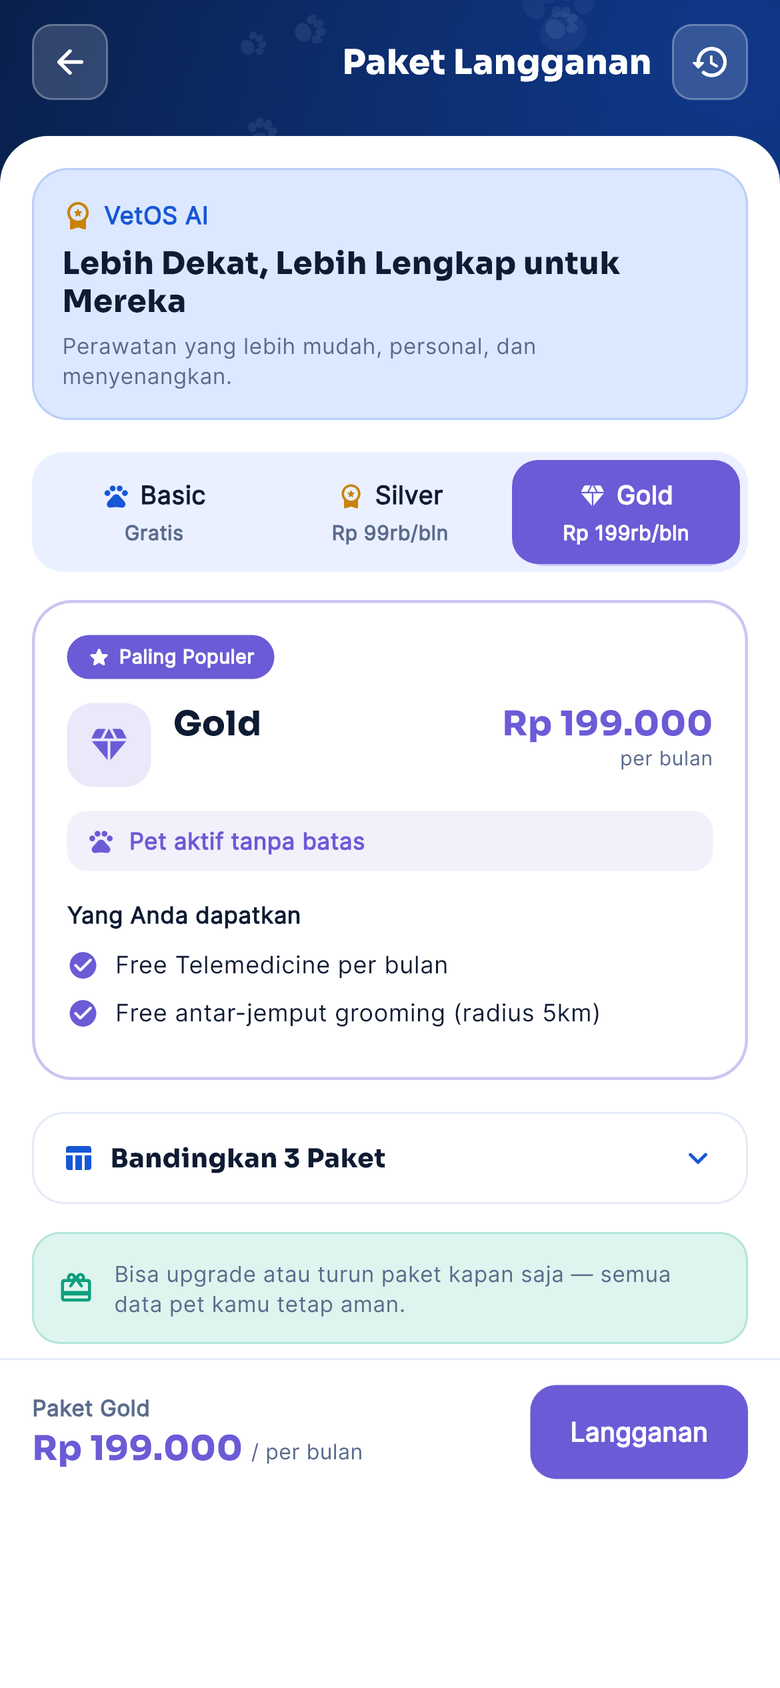 Paket Langganan
VetOS AI
Lebih Dekat, Lebih Lengkap untuk
Mereka
Perawatan yang lebih mudah, personal, dan
menyenangkan.
Basic
Gratis
Silver
Rp 99rb/bln
Gold
Rp 199rb/bln
Paling Populer
Gold
Rp 199.000
per bulan
Pet aktif tanpa batas
Yang Anda dapatkan
Free Telemedicine per bulan
Free antar-jemput grooming (radius 5km)
Bandingkan 3 Paket
Bisa upgrade atau turun paket kapan saja — semua
data pet kamu tetap aman.
Paket Gold
Rp 199.000 / per bulan
Langganan